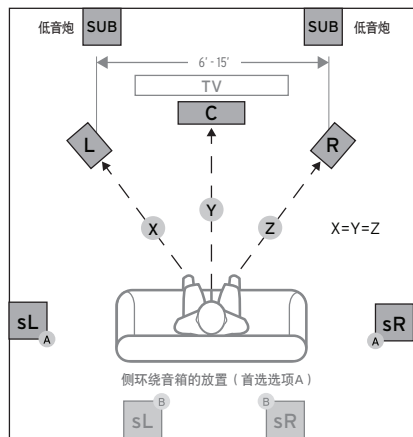 低音炮 SUB SUB 低音炮
6' - 15'
TV
C
L R
Y
X Z X=Y=Z
sL sR
A A
侧环绕音箱的放置（首选选项A）
B B
sL sR